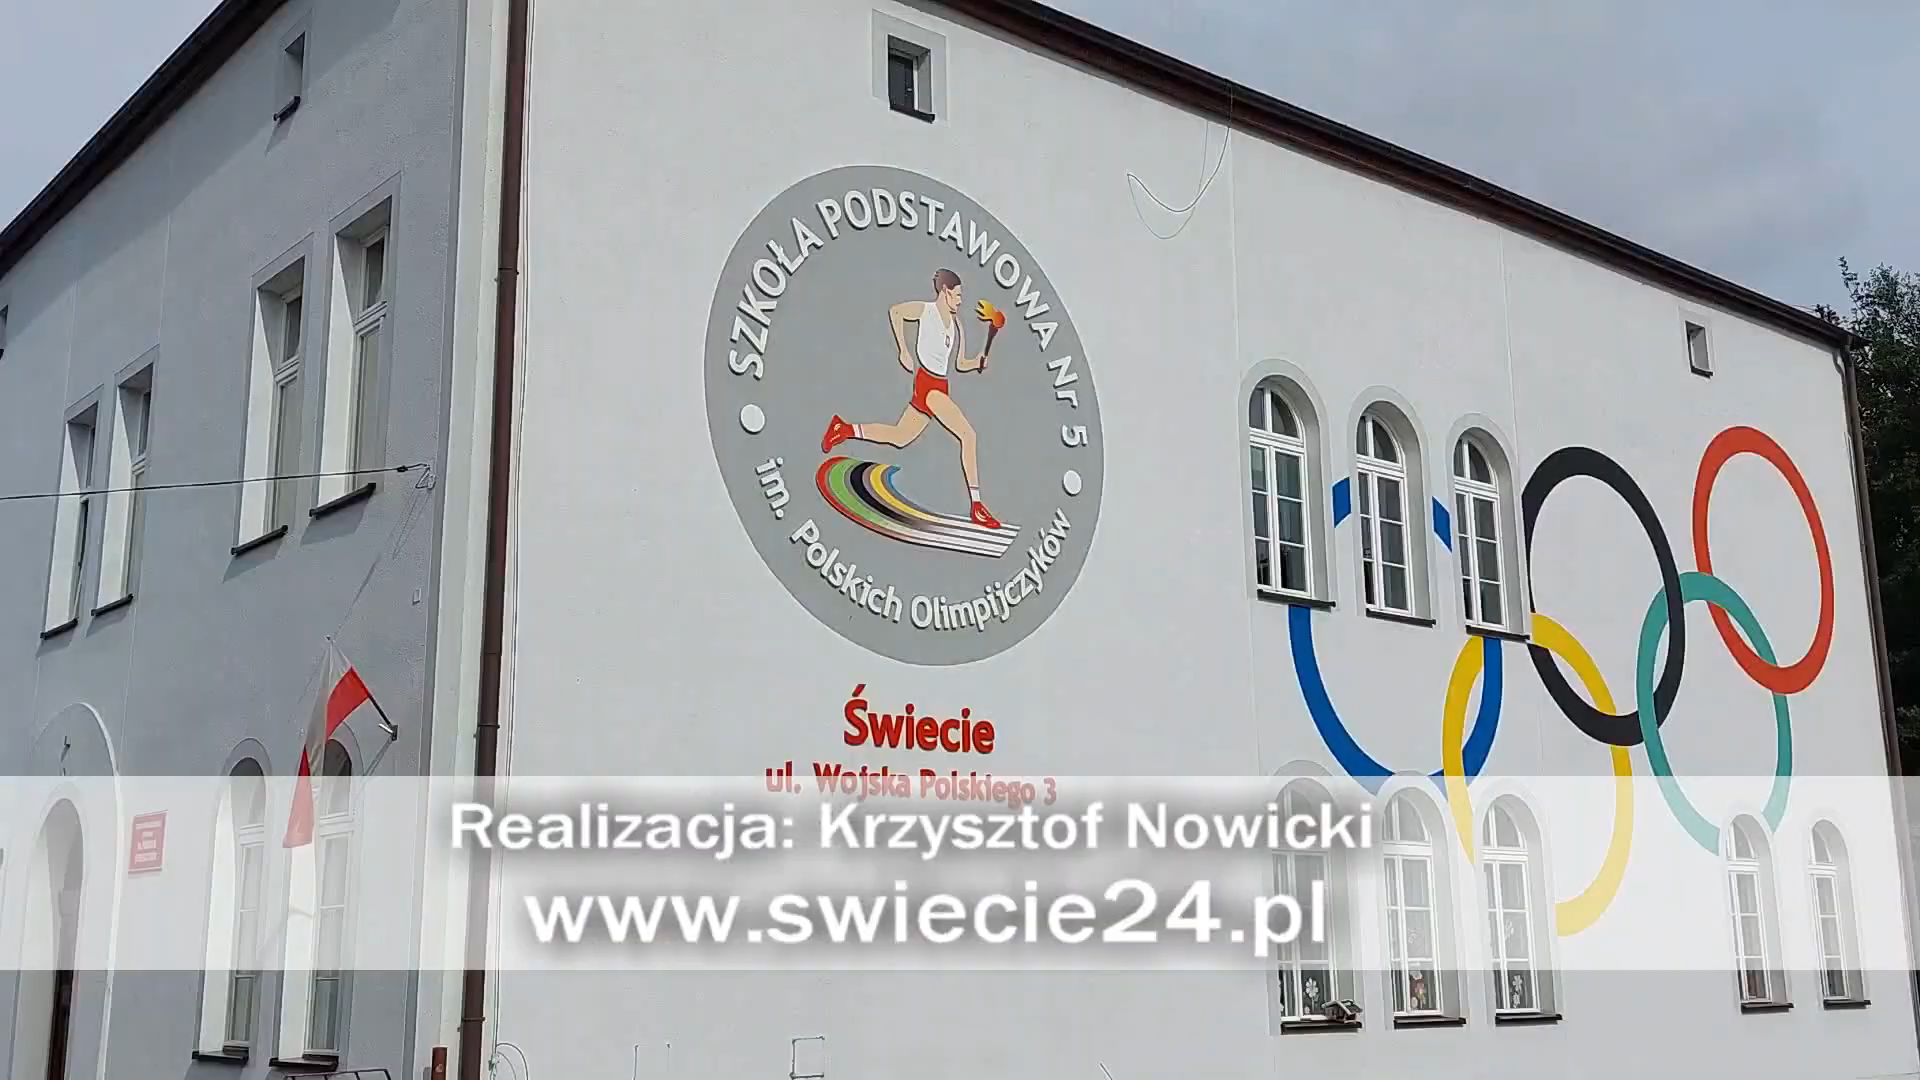 SZKOŁA PODSTAWOWA Nr 5
im. Polskich Olimpijczyków
Świecie
ul. Wojska Polskiego 3
Realizacja: Krzysztof Nowicki
www.swiecie24.pl